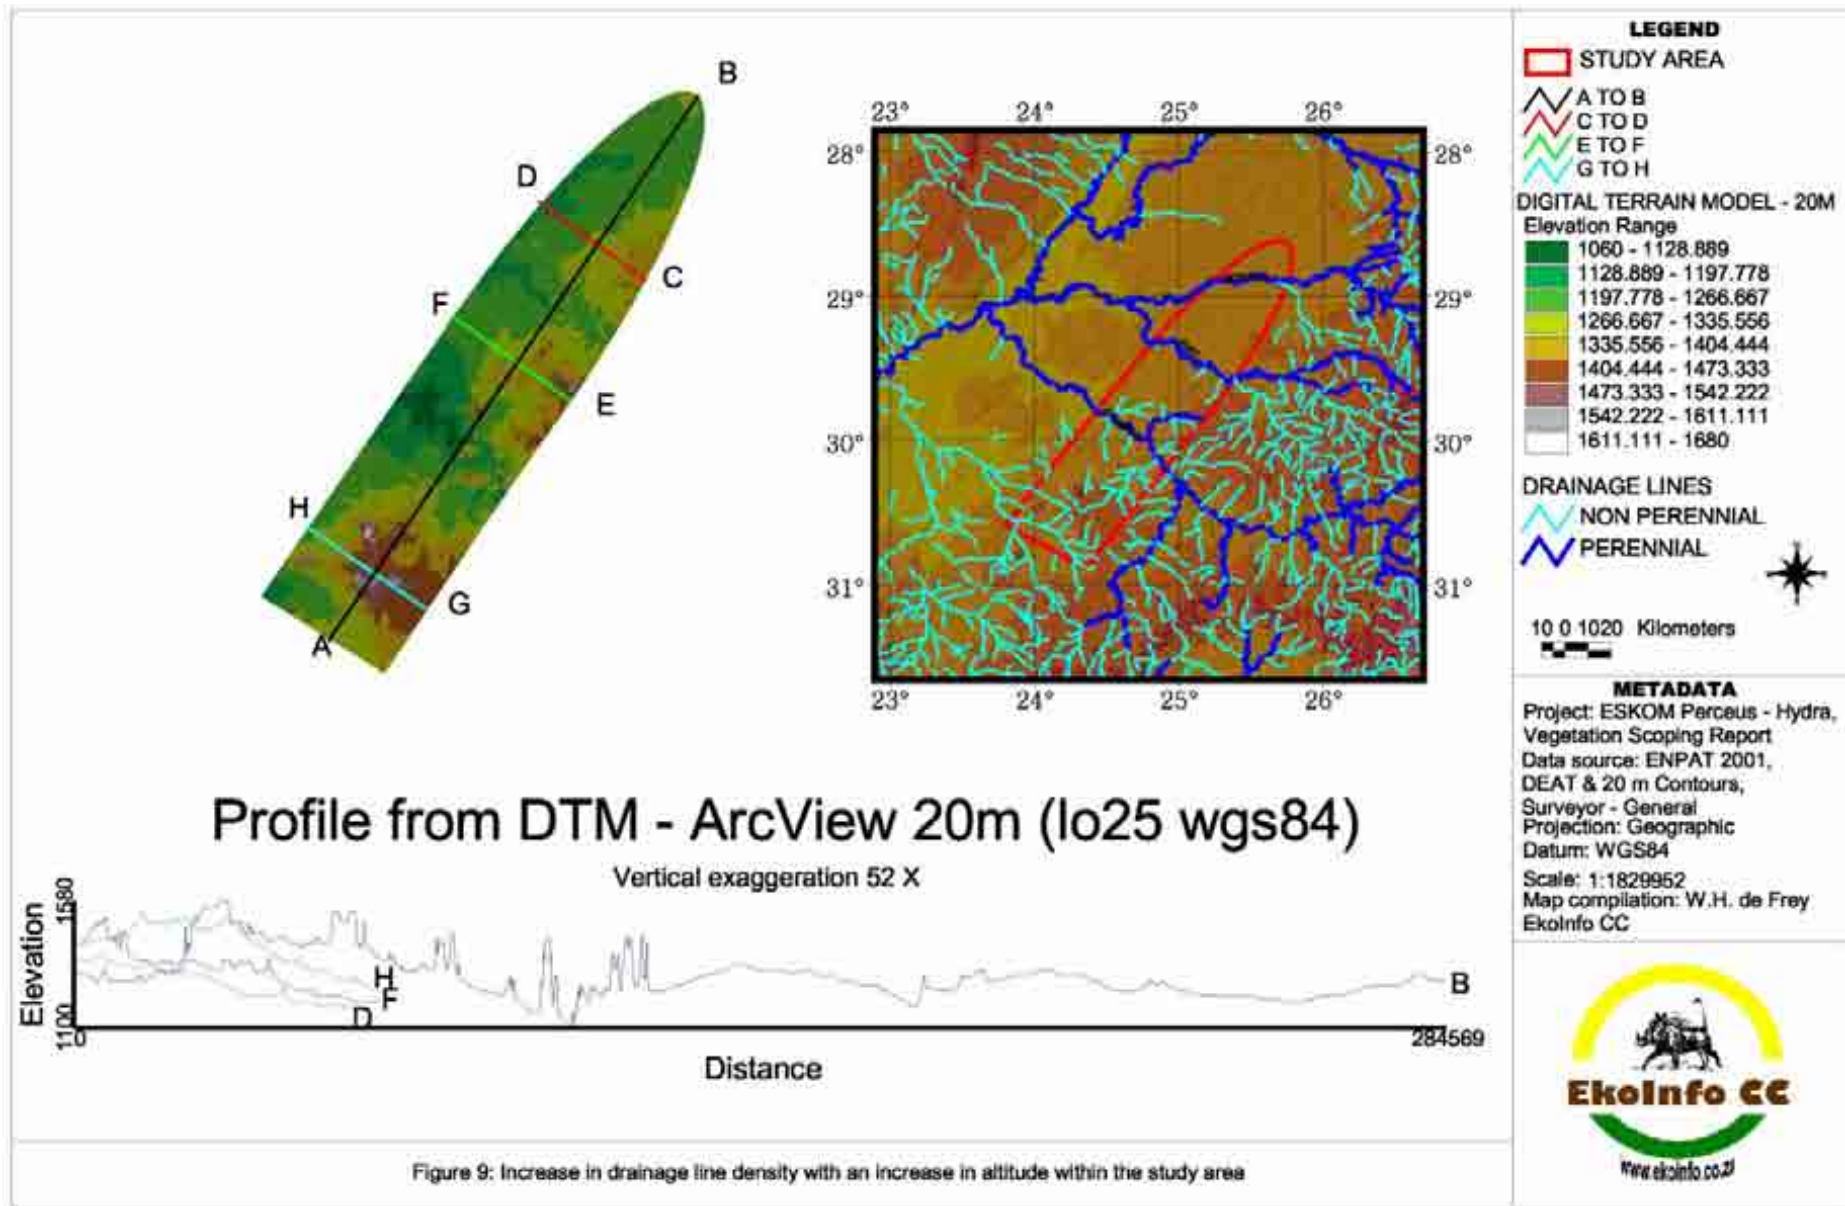 B
D
C
F
E
H
G
A
23° 24° 25° 26°
28° 28°
29° 29°
30° 30°
31° 31°
23° 24° 25° 26°
Profile from DTM - ArcView 20m (lo25 wgs84)
Vertical exaggeration 52 X
Elevation
1580
1100
H
F
D
B
0
284569
Distance
Figure 9: Increase in drainage line density with an increase in altitude within the study area
LEGEND
STUDY AREA
A TO B
C TO D
E TO F
G TO H
DIGITAL TERRAIN MODEL - 20M
Elevation Range
1060 - 1128.889
1128.889 - 1197.778
1197.778 - 1266.667
1266.667 - 1335.556
1335.556 - 1404.444
1404.444 - 1473.333
1473.333 - 1542.222
1542.222 - 1611.111
1611.111 - 1680
DRAINAGE LINES
NON PERENNIAL
PERENNIAL
10 0 1020 Kilometers
METADATA
Project: ESKOM Perceus - Hydra,
Vegetation Scoping Report
Data source: ENPAT 2001,
DEAT & 20 m Contours,
Surveyor - General
Projection: Geographic
Datum: WGS84
Scale: 1:1829952
Map compilation: W.H. de Frey
EkoInfo CC
EkoInfo CC
www.ekoinfo.co.za